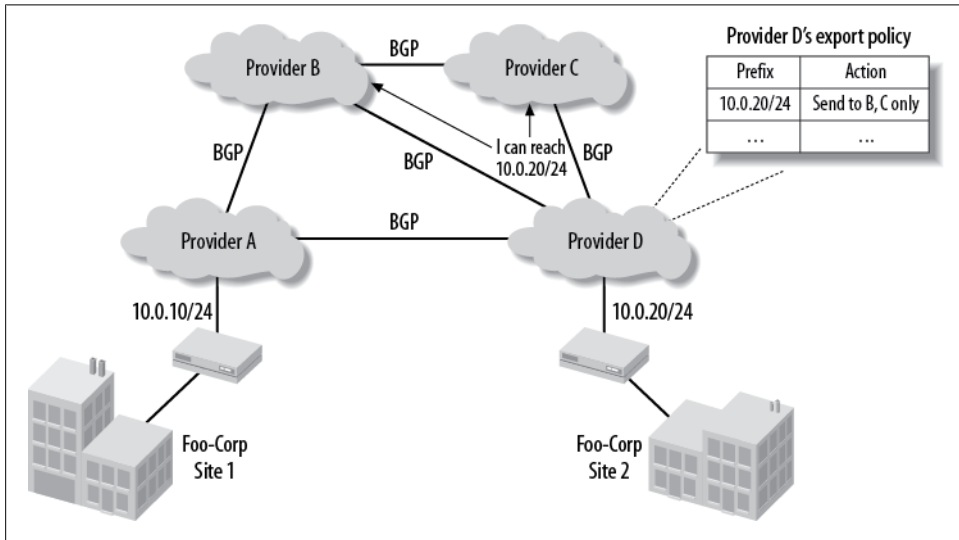 Provider D's export policy
Prefix Action
10.0.20/24 Send to B, C only
... ...
BGP
Provider B
Provider C
I can reach
10.0.20/24
BGP
BGP
BGP
Provider A
BGP
Provider D
10.0.10/24
10.0.20/24
Foo-Corp
Site 1
Foo-Corp
Site 2